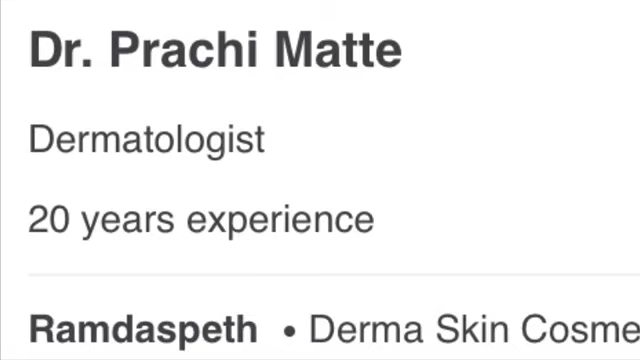 Dr. Prachi Matte
Dermatologist
20 years experience
Ramdaspeth • Derma Skin Cosme